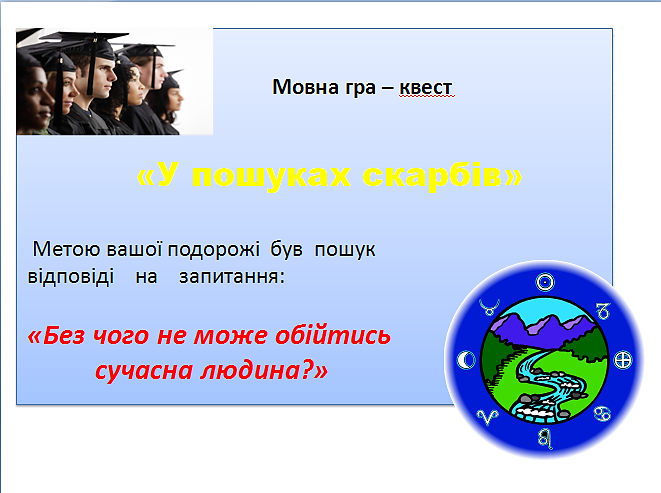 Мовна гра – квест
«У пошуках скарбів»
Метою вашої подорожі був пошук
відповіді на запитання:
«Без чого не може обійтись
сучасна людина?»